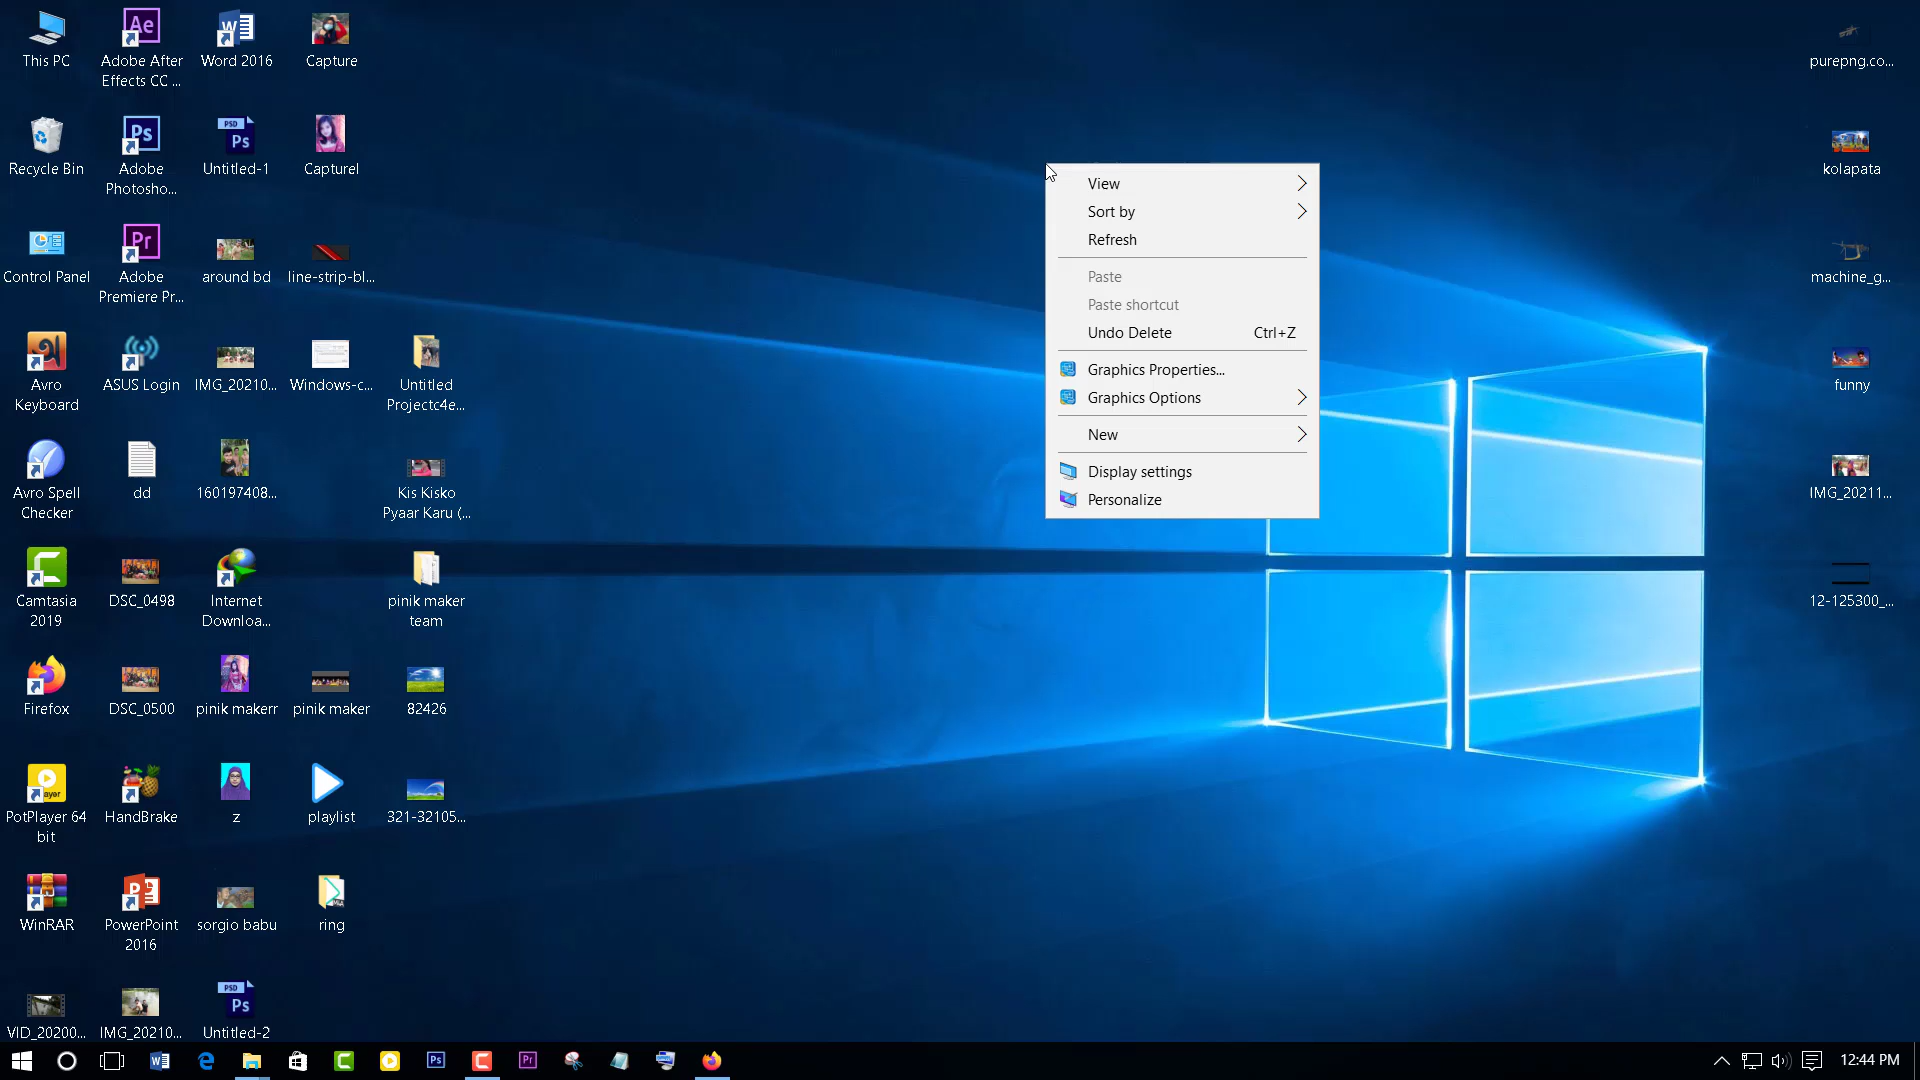 This PC
Adobe After
Effects CC ...
Word 2016
Capture
purepng.co...
Recycle Bin
Adobe
Photosho...
Untitled-1
Capturel
kolapata
Control Panel
Adobe
Premiere Pr...
around bd
line-strip-bl...
machine_g...
Avro
Keyboard
ASUS Login
IMG_20210...
Windows-c...
Untitled
Projectc4e...
funny
Avro Spell
Checker
dd
160197408...
Kis Kisko
Pyaar Karu (...
IMG_20211...
Camtasia
2019
DSC_0498
Internet
Downloa...
pinik maker
team
12-125300_...
Firefox
DSC_0500
pinik makerr
pinik maker
82426
PotPlayer 64
bit
HandBrake
z
playlist
321-32105...
WinRAR
PowerPoint
2016
sorgio babu
ring
VID_20200...
IMG_20210...
Untitled-2
View
Sort by
Refresh
Paste
Paste shortcut
Undo Delete Ctrl+Z
Graphics Properties...
Graphics Options
New
Display settings
Personalize
12:44 PM